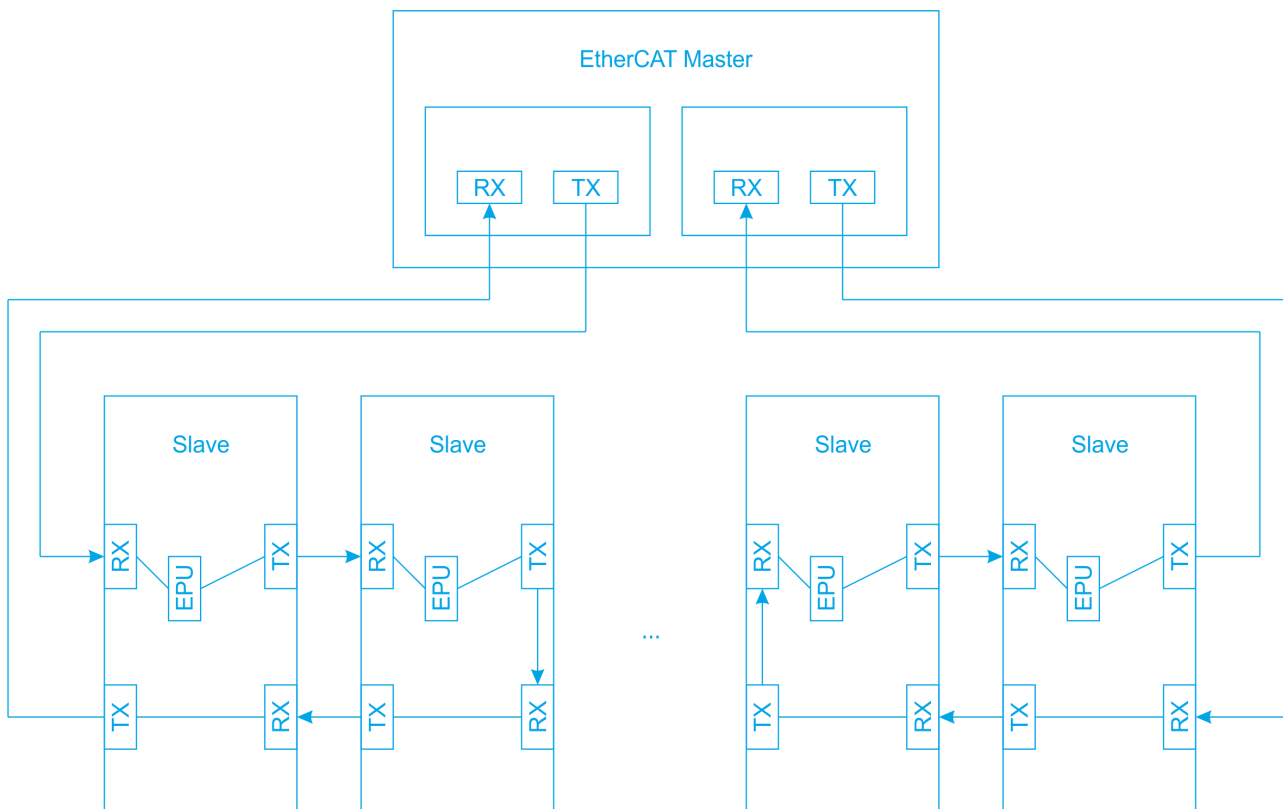 EtherCAT Master
RX TX RX TX
Slave Slave Slave Slave
RX TX RX TX RX TX RX TX
EPU EPU EPU EPU
...
TX RX TX RX TX RX TX RX